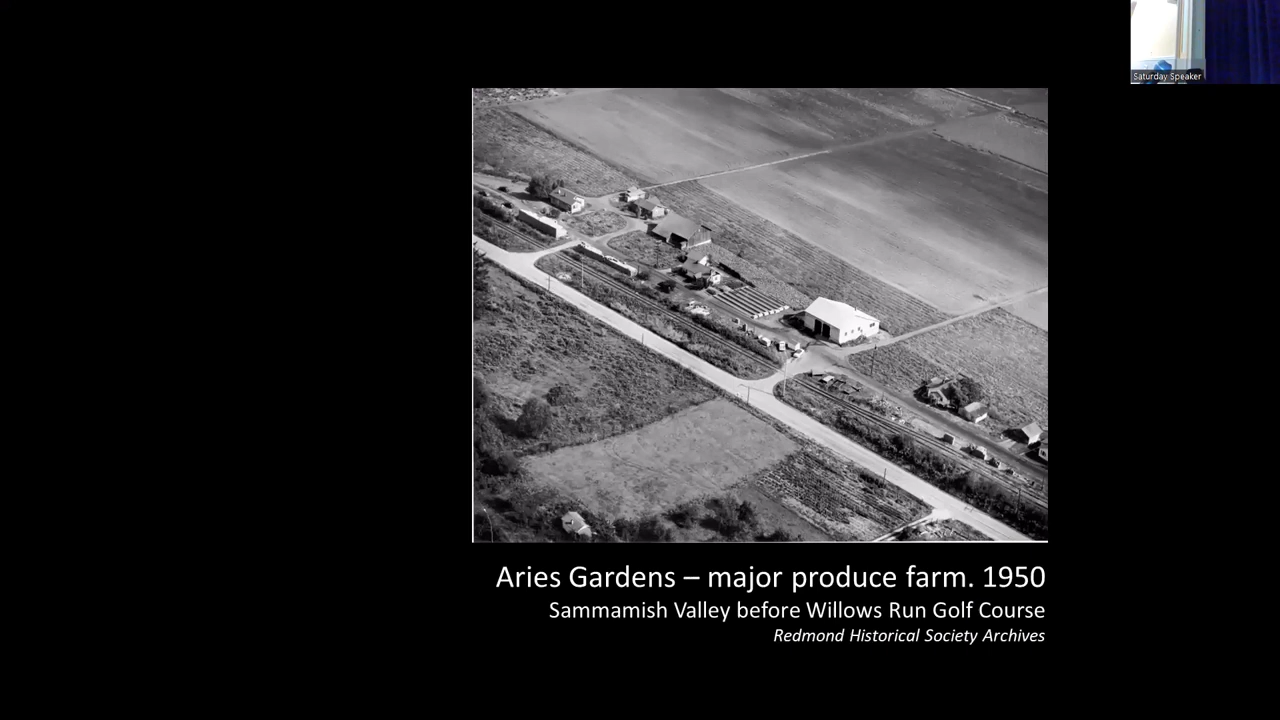 Saturday Speaker
Aries Gardens – major produce farm. 1950
Sammamish Valley before Willows Run Golf Course
Redmond Historical Society Archives